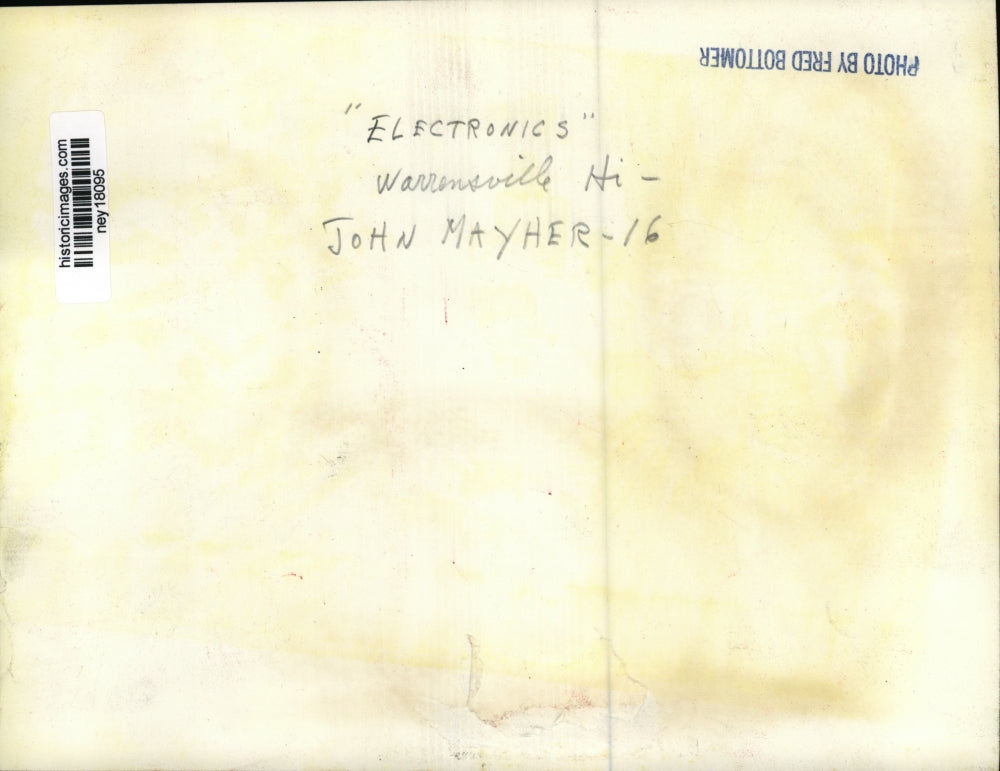 PHOTO BY FRED BOTTOMER
"ELECTRONICS"
Warrensville Hi -
JOHN MAYHER - 16
historicimages.com
ney18095